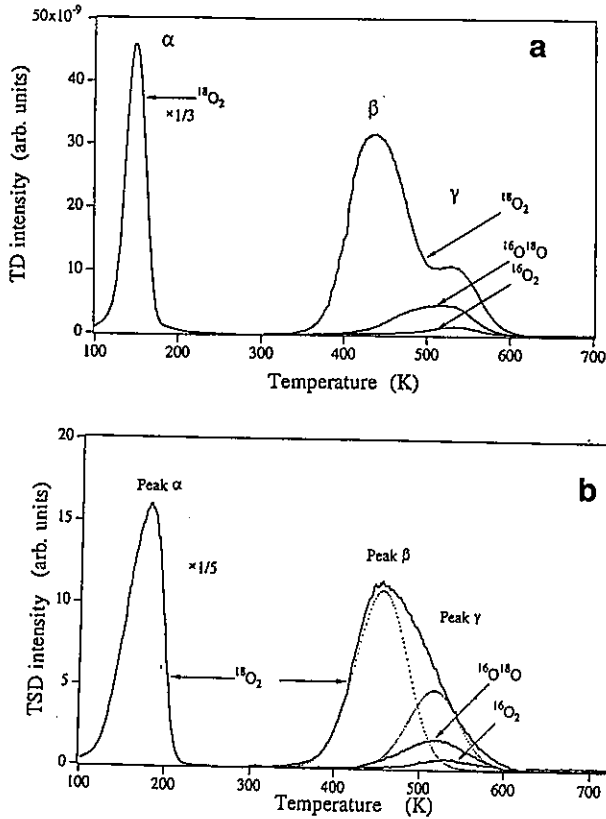 50x10⁻⁹
a
α
¹⁸O₂
×1/3
40
β
30
γ
20
¹⁸O₂
¹⁶O¹⁸O
¹⁶O₂
10
0
TD intensity (arb. units)
100 200 300 400 500 600 700
Temperature (K)
20
b
Peak α
15
×1/5
Peak β
10
Peak γ
¹⁸O₂
¹⁶O¹⁸O
5
¹⁶O₂
0
TSD intensity (arb. units)
100 200 300 400 500 600 700
Temperature (K)